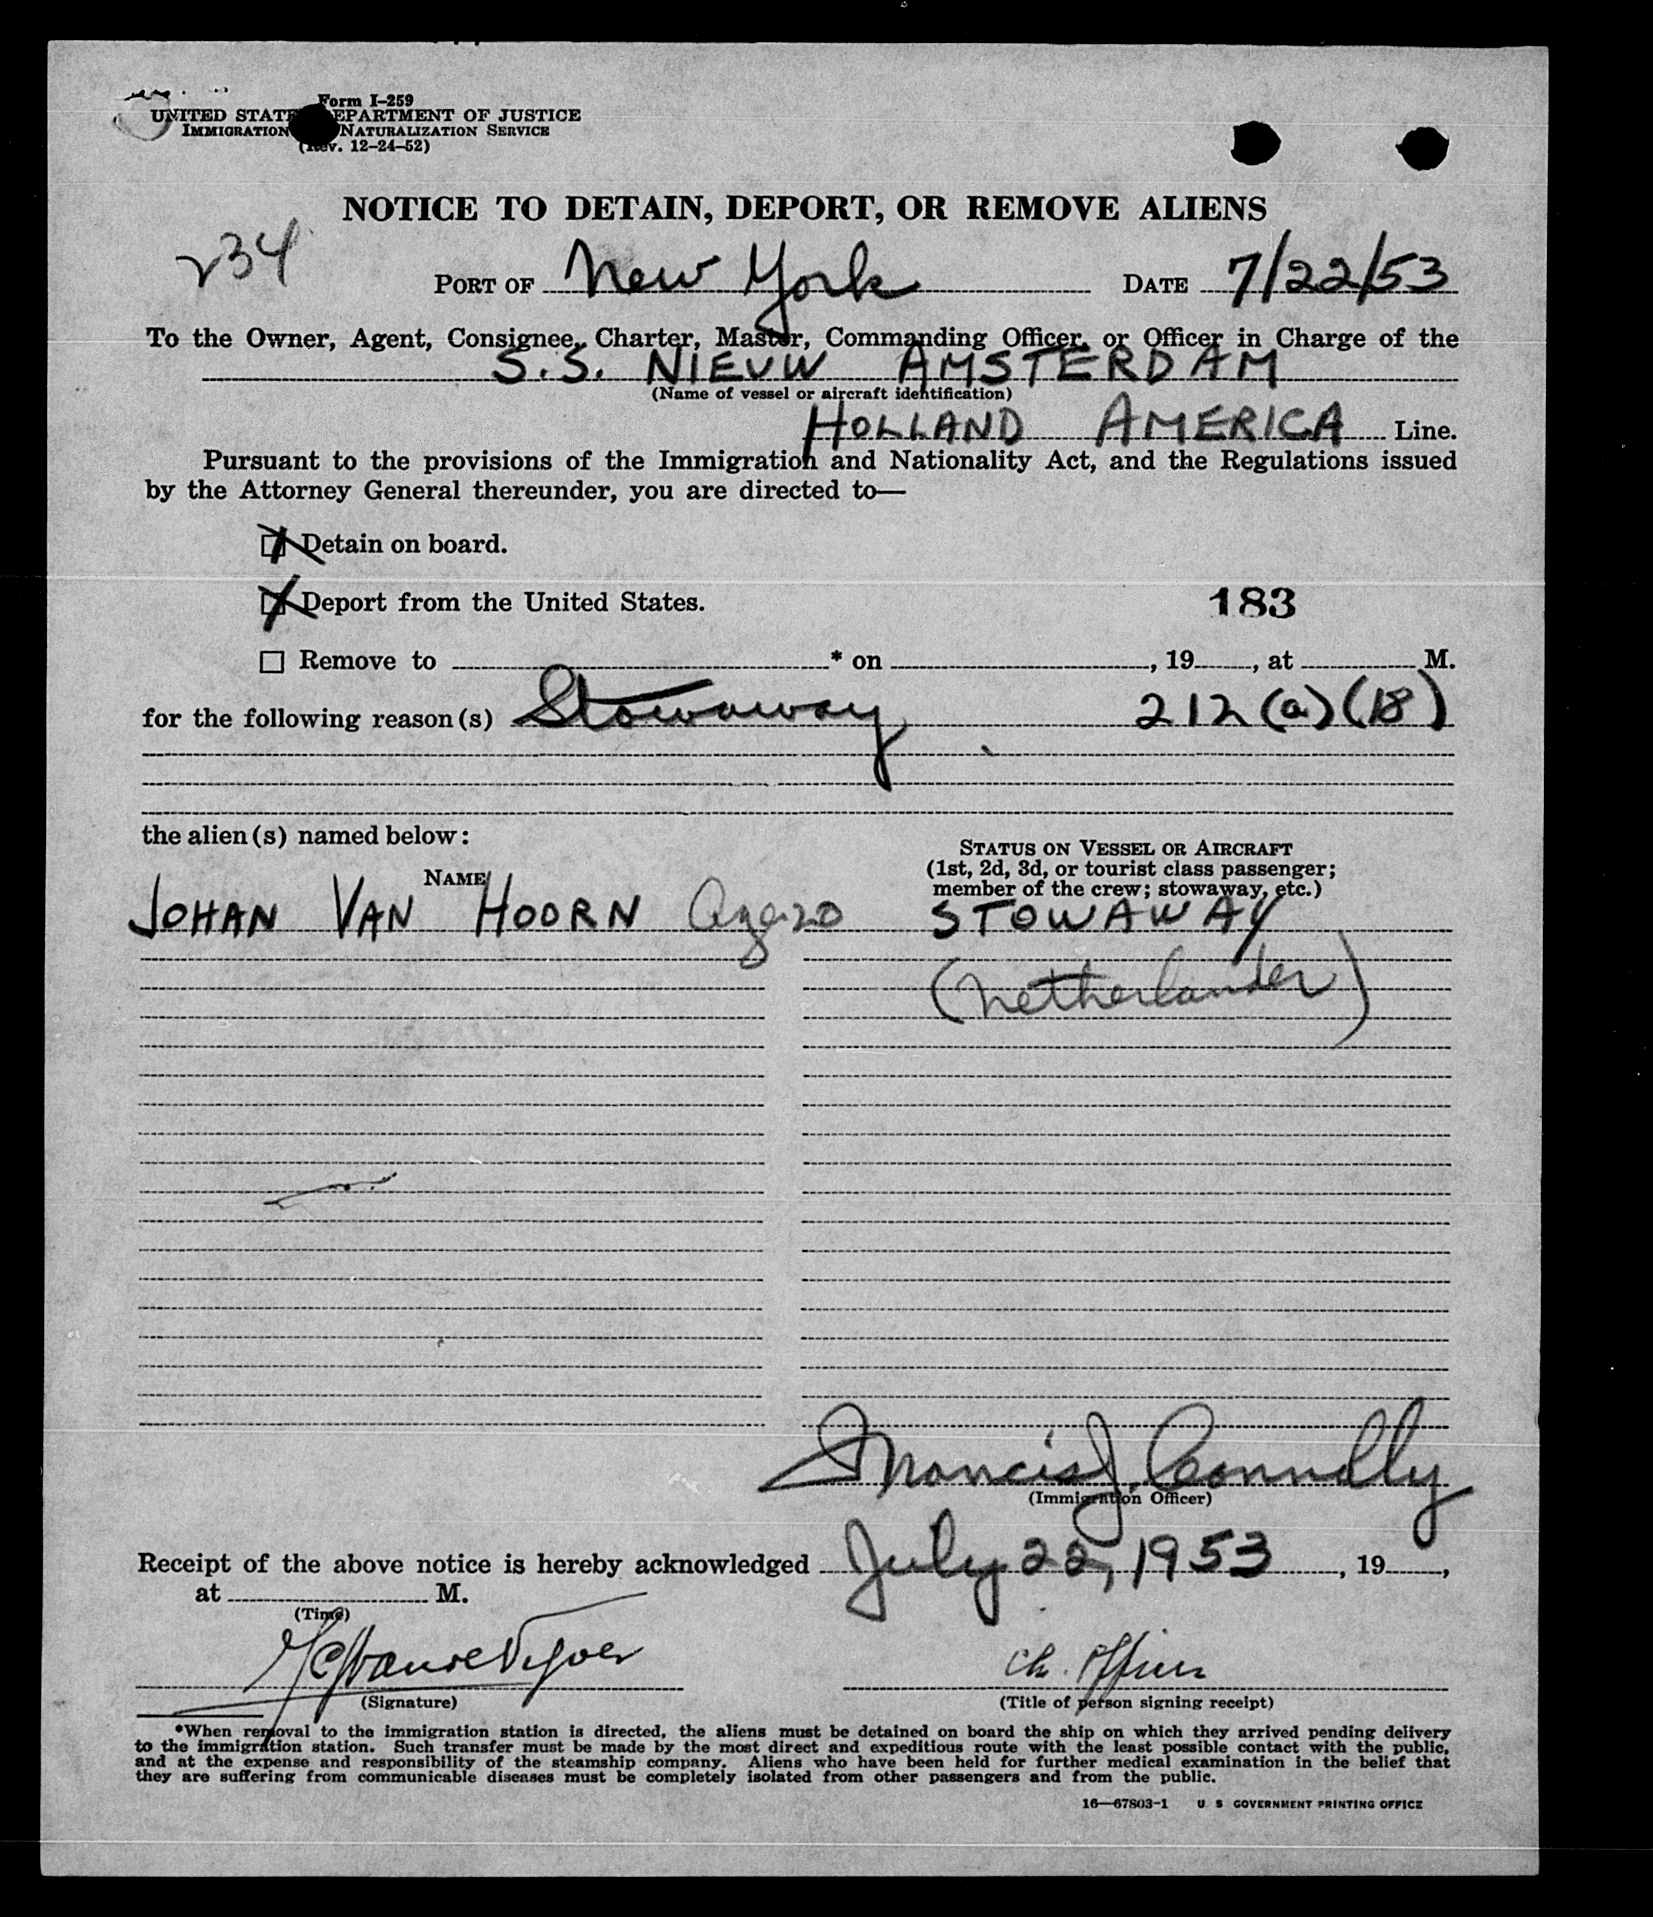 Form I-259
UNITED STATES DEPARTMENT OF JUSTICE
IMMIGRATION NATURALIZATION SERVICE
(Rev. 12-24-52)
NOTICE TO DETAIN, DEPORT, OR REMOVE ALIENS
234
PORT OF New York DATE 7/22/53
To the Owner, Agent, Consignee, Charter, Master, Commanding Officer, or Officer in Charge of the
S.S. NIEUW AMSTERDAM
(Name of vessel or aircraft identification)
HOLLAND AMERICA Line.
Pursuant to the provisions of the Immigration and Nationality Act, and the Regulations issued
by the Attorney General thereunder, you are directed to—
Detain on board.
Deport from the United States. 183
Remove to * on , 19 , at M.
for the following reason(s) Stowaway 212(a)(18)
the alien(s) named below:
STATUS ON VESSEL OR AIRCRAFT
(1st, 2d, 3d, or tourist class passenger;
NAME member of the crew; stowaway, etc.)
JOHAN VAN HOORN Age 20 STOWAWAY
(Netherlander)
Francis J. Connolly
(Immigration Officer)
Receipt of the above notice is hereby acknowledged July 22, 1953 , 19 ,
at M.
(Time)
ch. Officer
(Signature) (Title of person signing receipt)
*When removal to the immigration station is directed, the aliens must be detained on board the ship on which they arrived pending delivery
to the immigration station. Such transfer must be made by the most direct and expeditious route with the least possible contact with the public,
and at the expense and responsibility of the steamship company. Aliens who have been held for further medical examination in the belief that
they are suffering from communicable diseases must be completely isolated from other passengers and from the public.
16—67803-1 U S GOVERNMENT PRINTING OFFICE